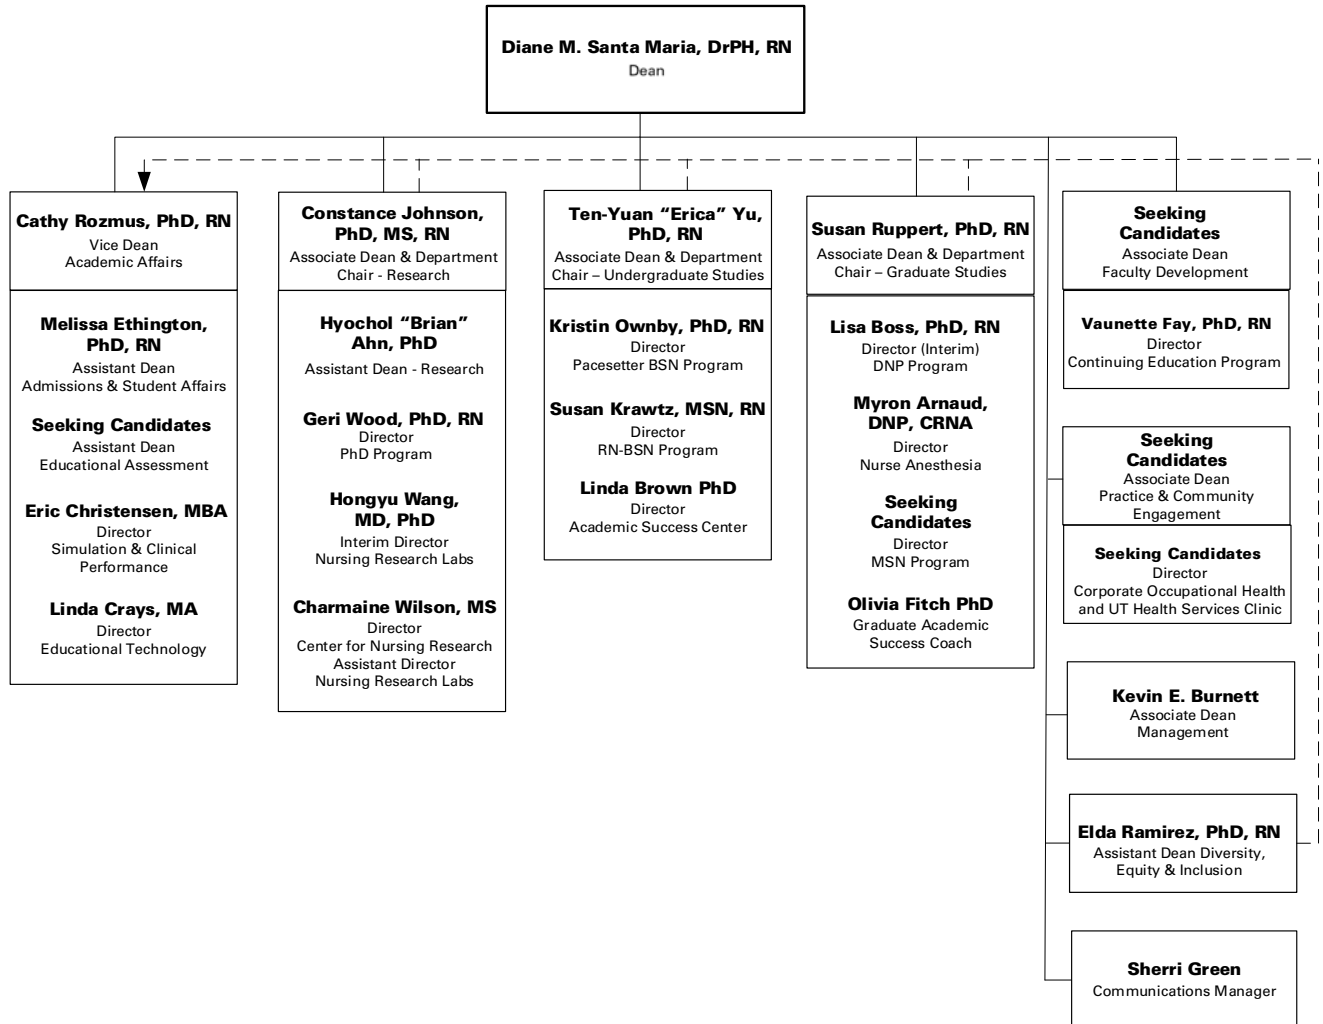 Diane M. Santa Maria, DrPH, RN
Dean
Cathy Rozmus, PhD, RN
Vice Dean
Academic Affairs
Melissa Ethington,
PhD, RN
Assistant Dean
Admissions & Student Affairs
Seeking Candidates
Assistant Dean
Educational Assessment
Eric Christensen, MBA
Director
Simulation & Clinical
Performance
Linda Crays, MA
Director
Educational Technology
Constance Johnson,
PhD, MS, RN
Associate Dean & Department
Chair - Research
Hyochol “Brian”
Ahn, PhD
Assistant Dean - Research
Geri Wood, PhD, RN
Director
PhD Program
Hongyu Wang,
MD, PhD
Interim Director
Nursing Research Labs
Charmaine Wilson, MS
Director
Center for Nursing Research
Assistant Director
Nursing Research Labs
Ten-Yuan “Erica” Yu,
PhD, RN
Associate Dean & Department
Chair – Undergraduate Studies
Kristin Ownby, PhD, RN
Director
Pacesetter BSN Program
Susan Krawtz, MSN, RN
Director
RN-BSN Program
Linda Brown PhD
Director
Academic Success Center
Susan Ruppert, PhD, RN
Associate Dean & Department
Chair – Graduate Studies
Lisa Boss, PhD, RN
Director (Interim)
DNP Program
Myron Arnaud,
DNP, CRNA
Director
Nurse Anesthesia
Seeking
Candidates
Director
MSN Program
Olivia Fitch PhD
Graduate Academic
Success Coach
Seeking
Candidates
Associate Dean
Faculty Development
Vaunette Fay, PhD, RN
Director
Continuing Education Program
Seeking
Candidates
Associate Dean
Practice & Community
Engagement
Seeking Candidates
Director
Corporate Occupational Health
and UT Health Services Clinic
Kevin E. Burnett
Associate Dean
Management
Elda Ramirez, PhD, RN
Assistant Dean Diversity,
Equity & Inclusion
Sherri Green
Communications Manager